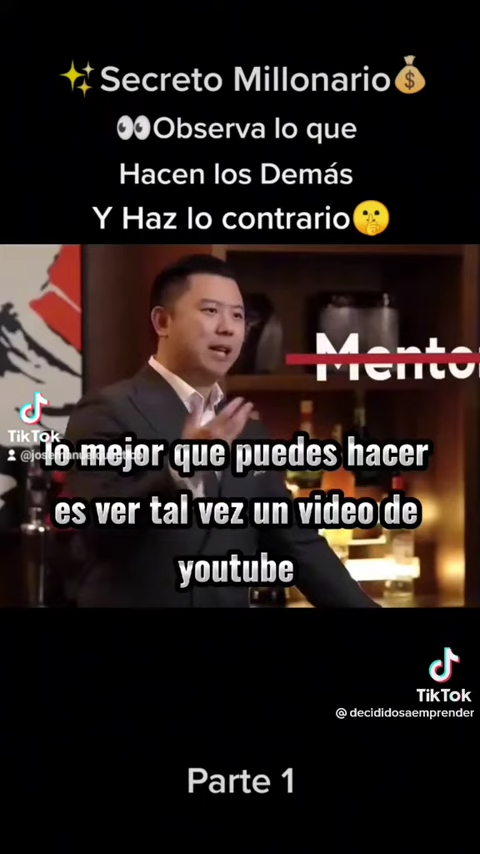 ✨Secreto Millonario💰
👀Observa lo que
Hacen los Demás
Y Haz lo contrario🤫
Mentor
TikTok
lo mejor que puedes hacer
es ver tal vez un video de
youtube
TikTok
@decididosaemprender
Parte 1